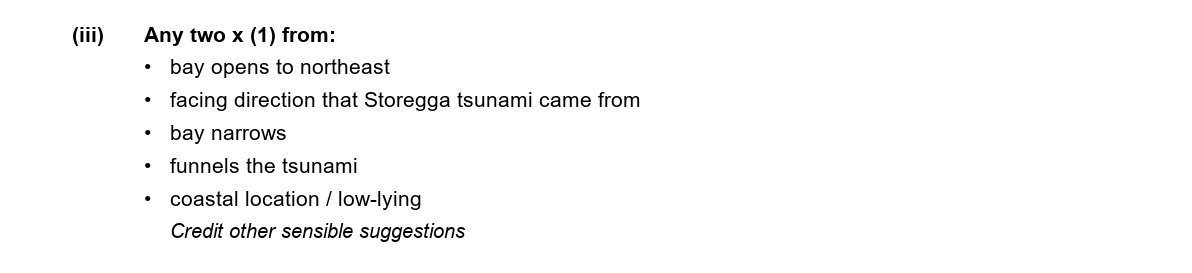 (iii) Any two x (1) from:
• bay opens to northeast
• facing direction that Storegga tsunami came from
• bay narrows
• funnels the tsunami
• coastal location / low-lying
Credit other sensible suggestions